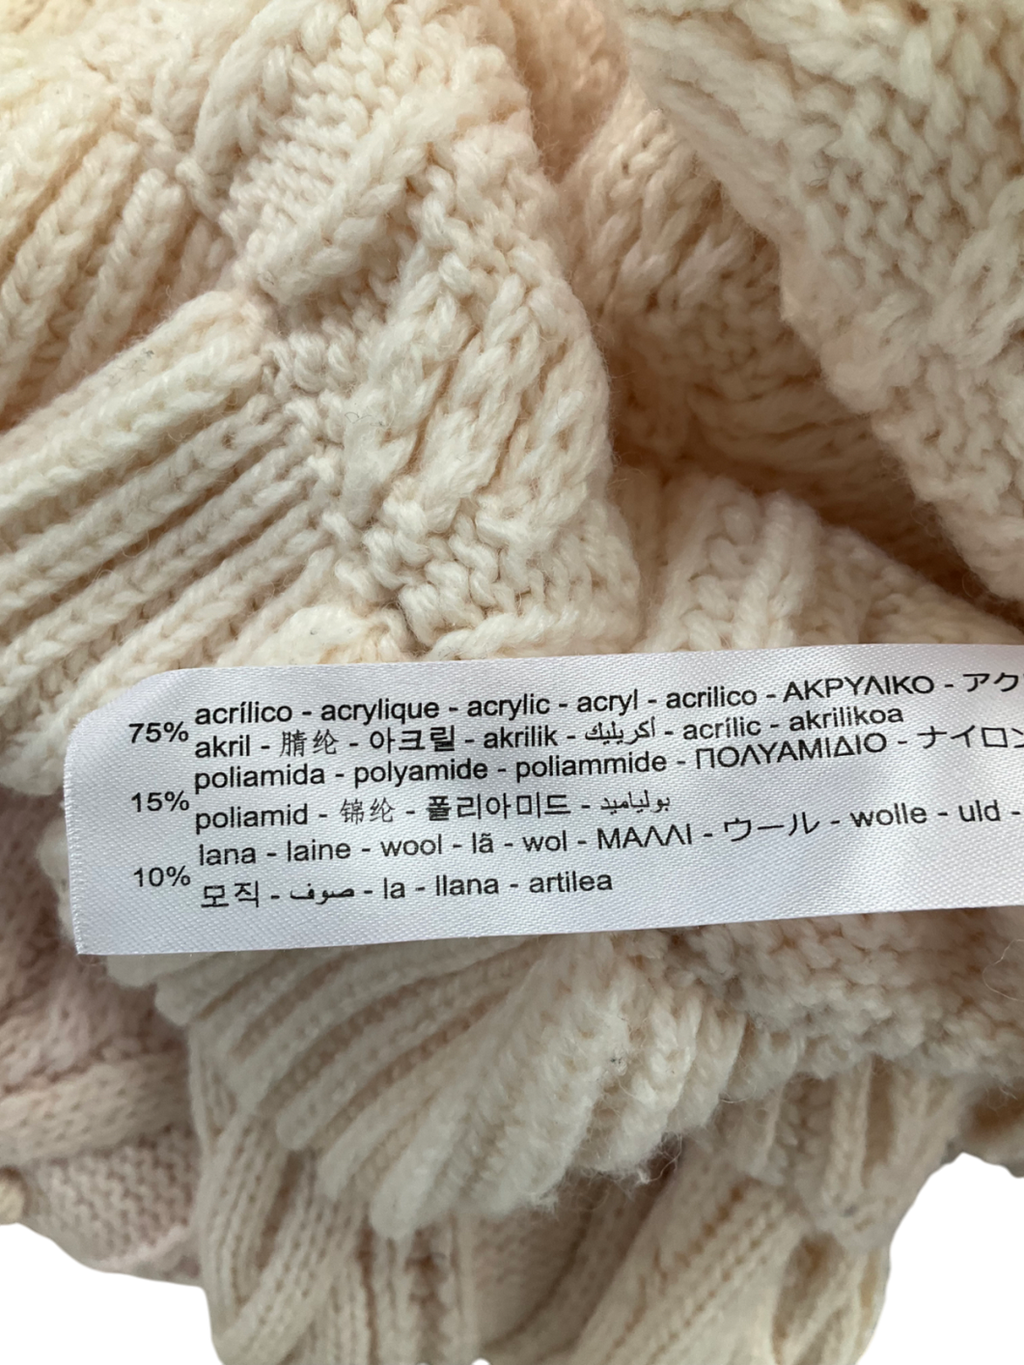 75% acrílico - acrylique - acrylic - acryl - acrilico - ΑΚΡΥΛΙΚΟ - アク
akril - 腈纶 - 아크릴 - akrilik - أكريليك - acrílic - akrilikoa
15% poliamida - polyamide - poliammide - ΠΟΛΥΑΜΙΔΙΟ - ナイロン
poliamid - 锦纶 - 폴리아미드 - بولياميد
10% lana - laine - wool - lã - wol - ΜΑΛΛΙ - ウール - wolle - uld -
모직 - صوف - la - llana - artilea